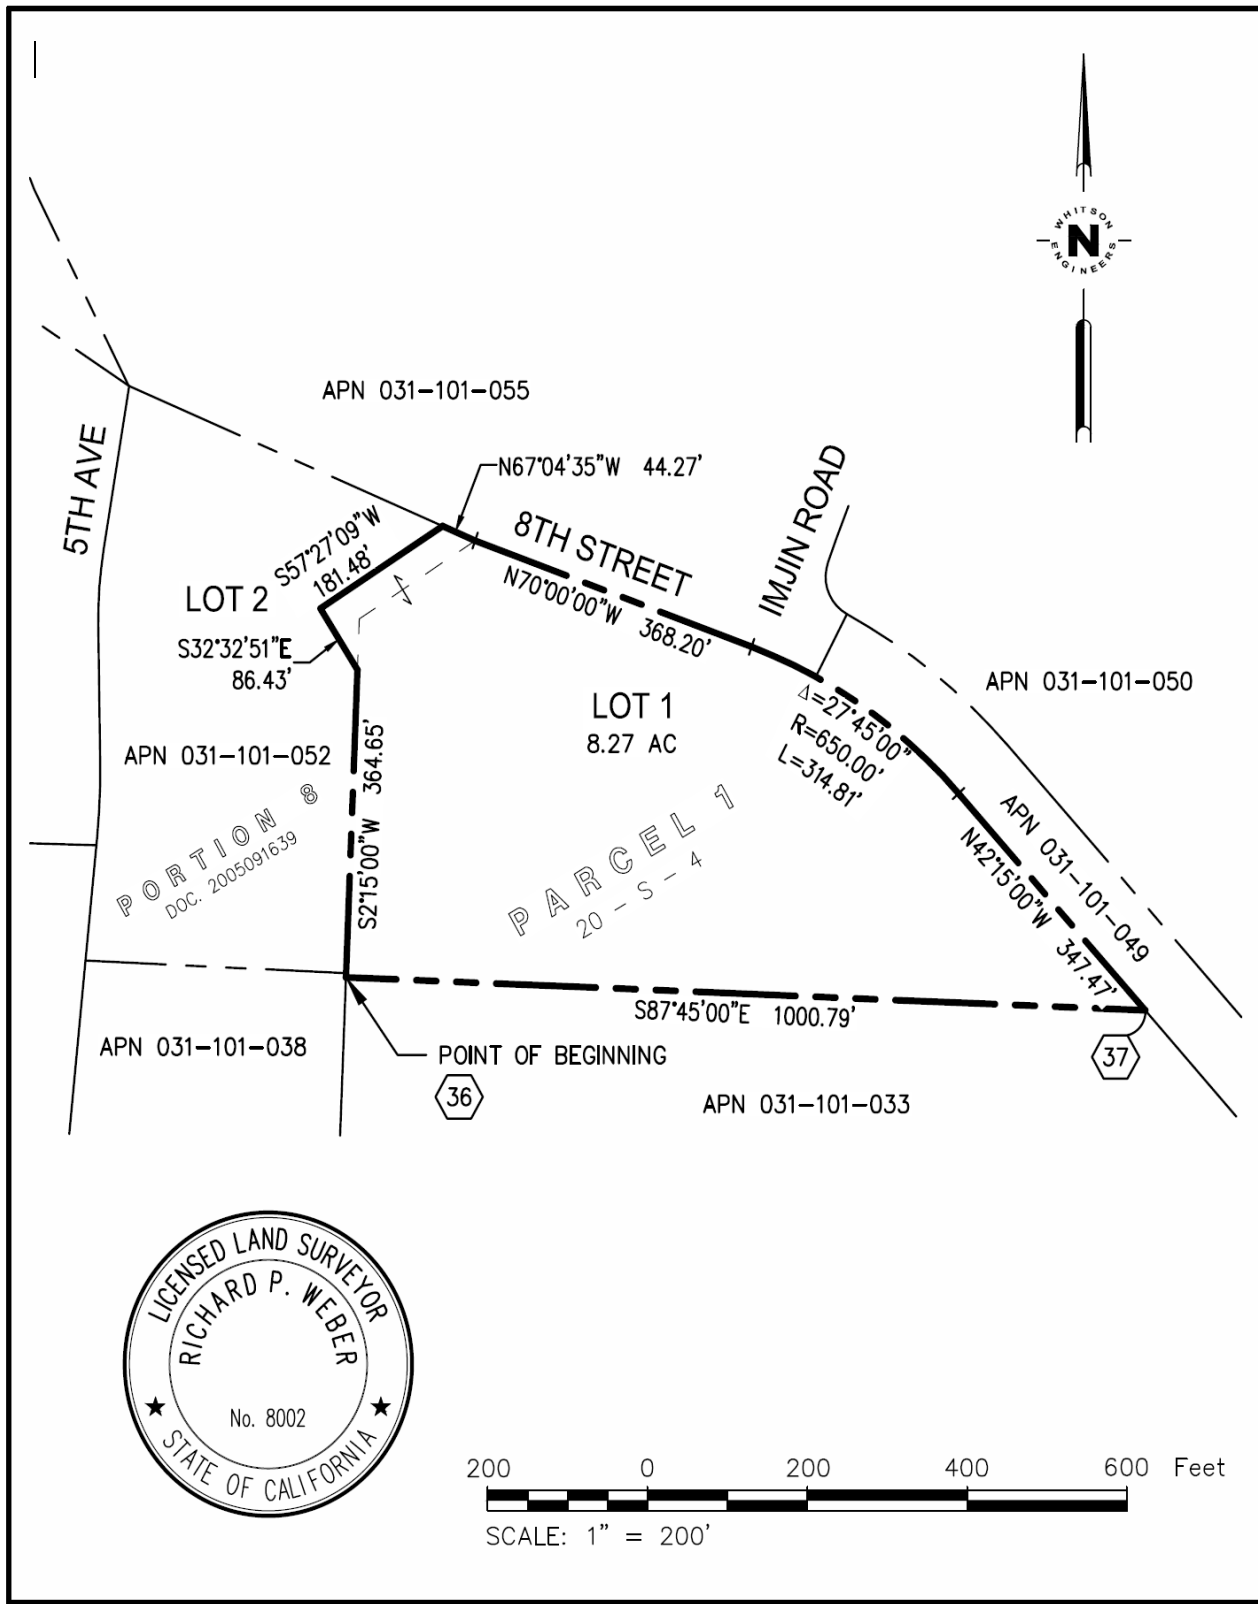 WHITSON
N
ENGINEERS
APN 031-101-055
5TH AVE
N67°04'35"W 44.27'
8TH STREET
IMJIN ROAD
S57°27'09"W
181.48'
N70°00'00"W 368.20'
LOT 2
S32°32'51"E
86.43'
APN 031-101-050
LOT 1
8.27 AC
Δ=27°45'00"
R=650.00'
L=314.81'
APN 031-101-052
S2°15'00"W 364.65'
PORTION 8
DOC. 2005091639
PARCEL 1
20 - S - 4
APN 031-101-049
N42°15'00"W 347.47'
S87°45'00"E 1000.79'
APN 031-101-038
POINT OF BEGINNING
36
37
APN 031-101-033
LICENSED LAND SURVEYOR
RICHARD P. WEBER
No. 8002
STATE OF CALIFORNIA
200 0 200 400 600 Feet
SCALE: 1" = 200'